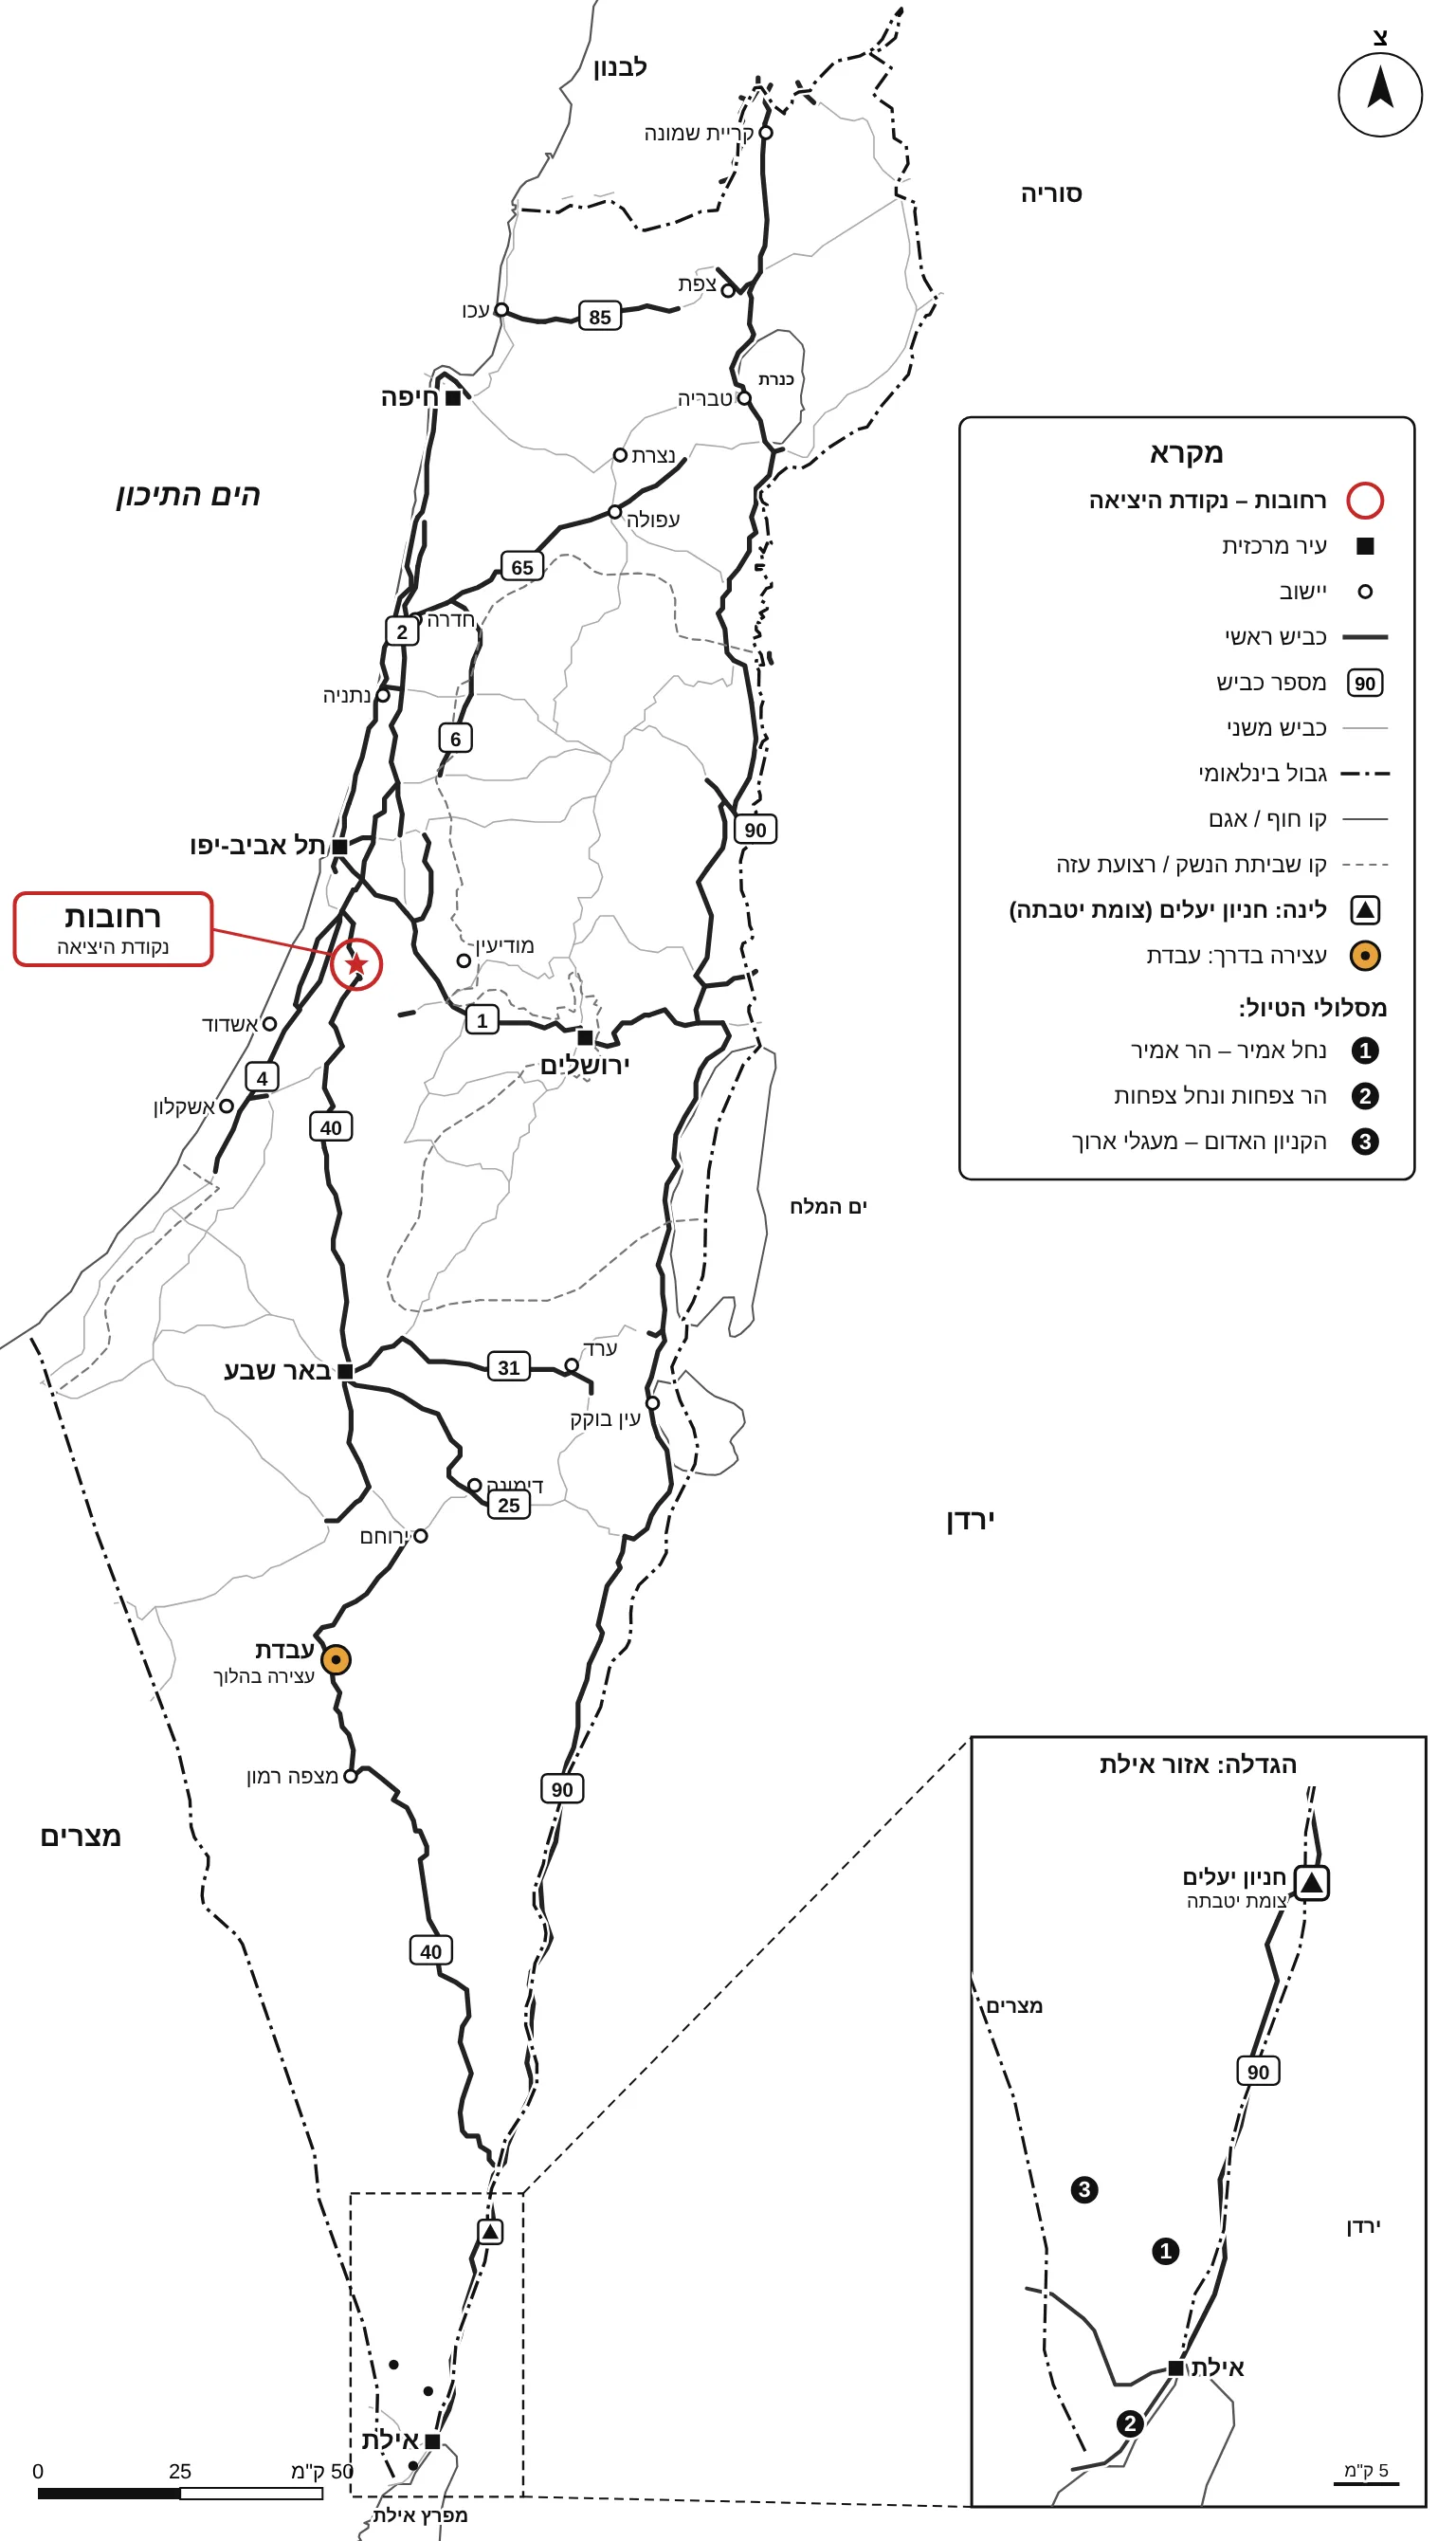 צ
לבנון
קריית שמונה
סוריה
צפת
עכו
85
כנרת
חיפה
טבריה
נצרת
הים התיכון
עפולה
65
חדרה
2
נתניה
6
90
תל אביב-יפו
רחובות
נקודת היציאה
מודיעין
אשדוד
1
ירושלים
4
אשקלון
40
ים המלח
באר שבע
31
ערד
עין בוקק
דימונה
25
ירוחם
ירדן
עבדת
עצירה בהלוך
מצפה רמון
90
מצרים
40
אילת
מפרץ אילת
0 25 50 ק"מ
מקרא
רחובות – נקודת היציאה
עיר מרכזית
יישוב
כביש ראשי
90 מספר כביש
כביש משני
גבול בינלאומי
קו חוף / אגם
קו שביתת הנשק / רצועת עזה
לינה: חניון יעלים (צומת יטבתה)
עצירה בדרך: עבדת
מסלולי הטיול:
1 נחל אמיר – הר אמיר
2 הר צפחות ונחל צפחות
3 הקניון האדום – מעגלי ארוך
הגדלה: אזור אילת
חניון יעלים
צומת יטבתה
מצרים
90
3
1
ירדן
אילת
2
5 ק"מ